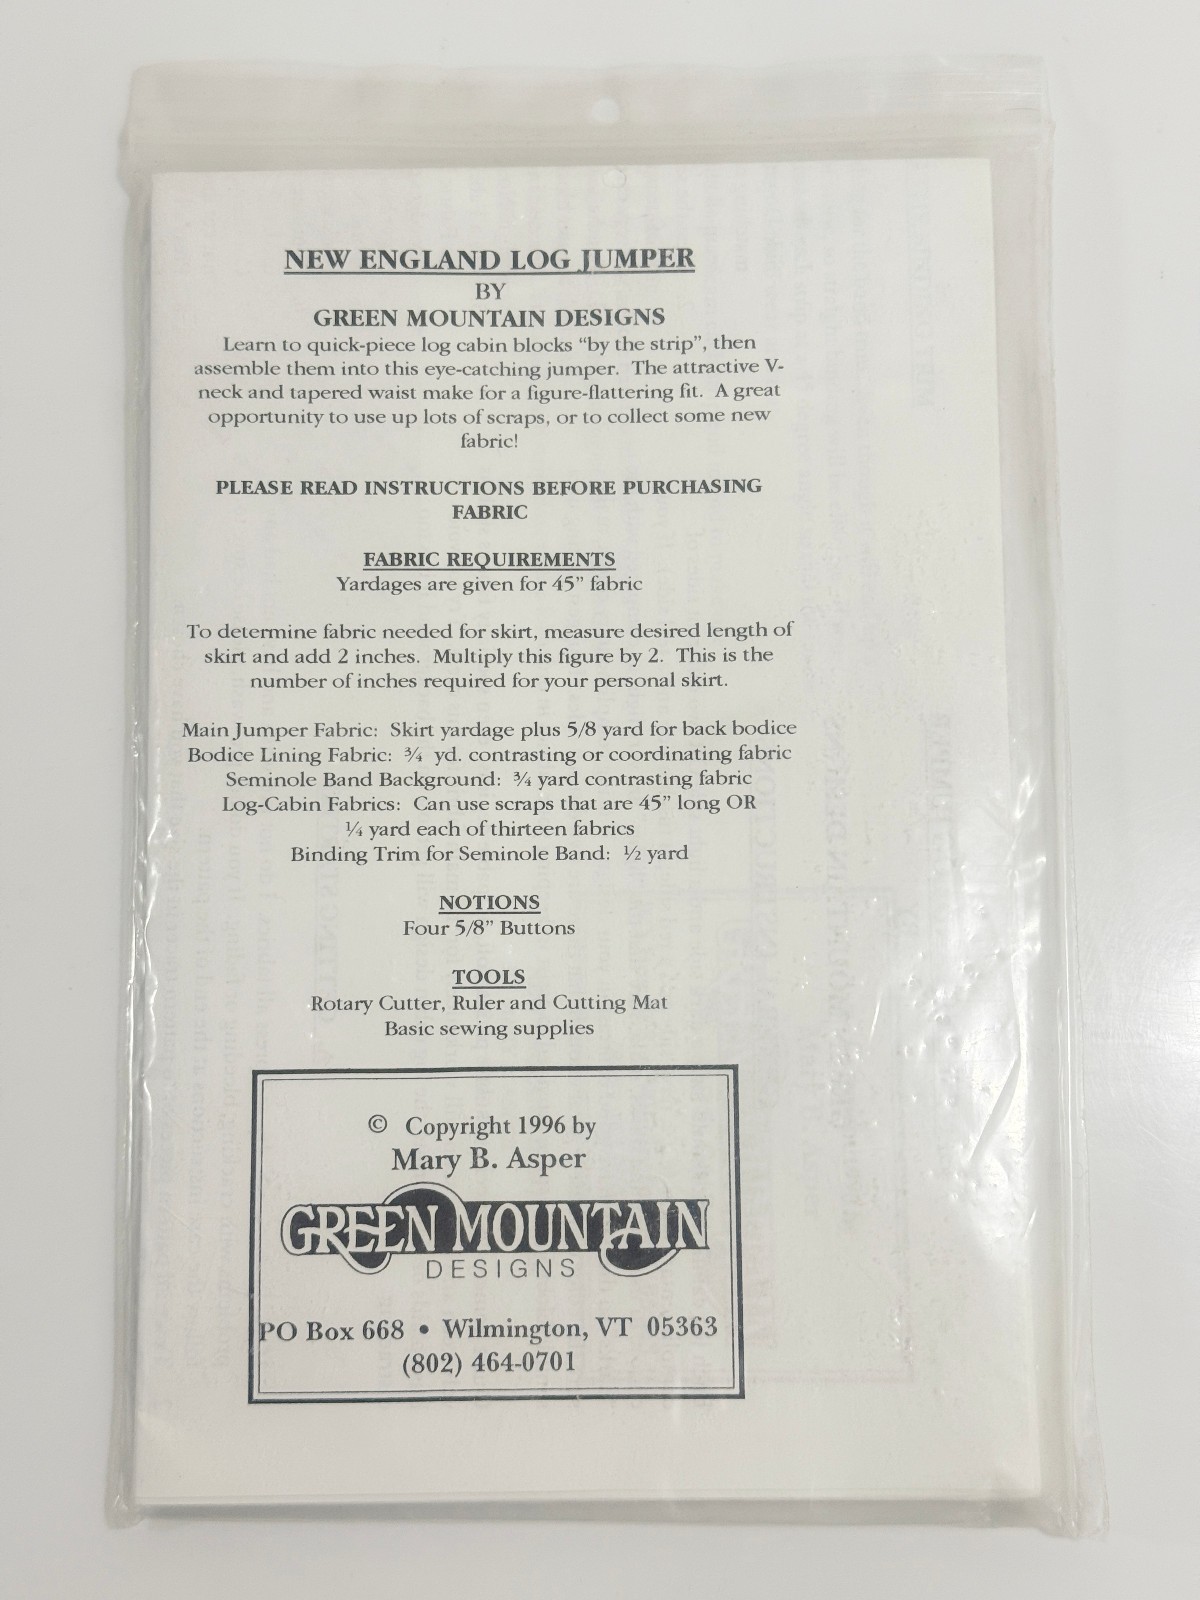 NEW ENGLAND LOG JUMPER
BY
GREEN MOUNTAIN DESIGNS
Learn to quick-piece log cabin blocks “by the strip”, then
assemble them into this eye-catching jumper. The attractive V-
neck and tapered waist make for a figure-flattering fit. A great
opportunity to use up lots of scraps, or to collect some new
fabric!
PLEASE READ INSTRUCTIONS BEFORE PURCHASING
FABRIC
FABRIC REQUIREMENTS
Yardages are given for 45” fabric
To determine fabric needed for skirt, measure desired length of
skirt and add 2 inches. Multiply this figure by 2. This is the
number of inches required for your personal skirt.
Main Jumper Fabric: Skirt yardage plus 5/8 yard for back bodice
Bodice Lining Fabric: ¾ yd. contrasting or coordinating fabric
Seminole Band Background: ¾ yard contrasting fabric
Log-Cabin Fabrics: Can use scraps that are 45” long OR
¼ yard each of thirteen fabrics
Binding Trim for Seminole Band: ½ yard
NOTIONS
Four 5/8” Buttons
TOOLS
Rotary Cutter, Ruler and Cutting Mat
Basic sewing supplies
© Copyright 1996 by
Mary B. Asper
GREEN MOUNTAIN
DESIGNS
PO Box 668 • Wilmington, VT 05363
(802) 464-0701